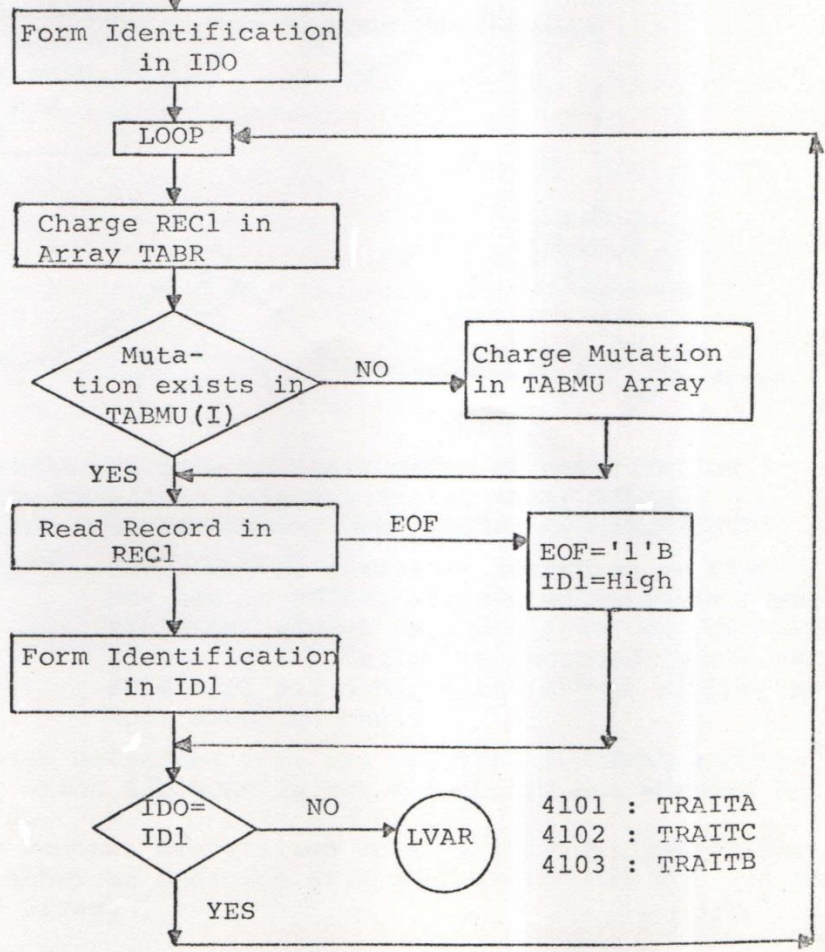 Form Identification
in IDO
LOOP
Charge REC1 in
Array TABR
Muta-
tion exists in
TABMU(I)
NO
Charge Mutation
in TABMU Array
YES
Read Record in
REC1
EOF
EOF='1'B
ID1=High
Form Identification
in ID1
IDO=
ID1
NO
LVAR
4101 : TRAITA
4102 : TRAITC
4103 : TRAITB
YES